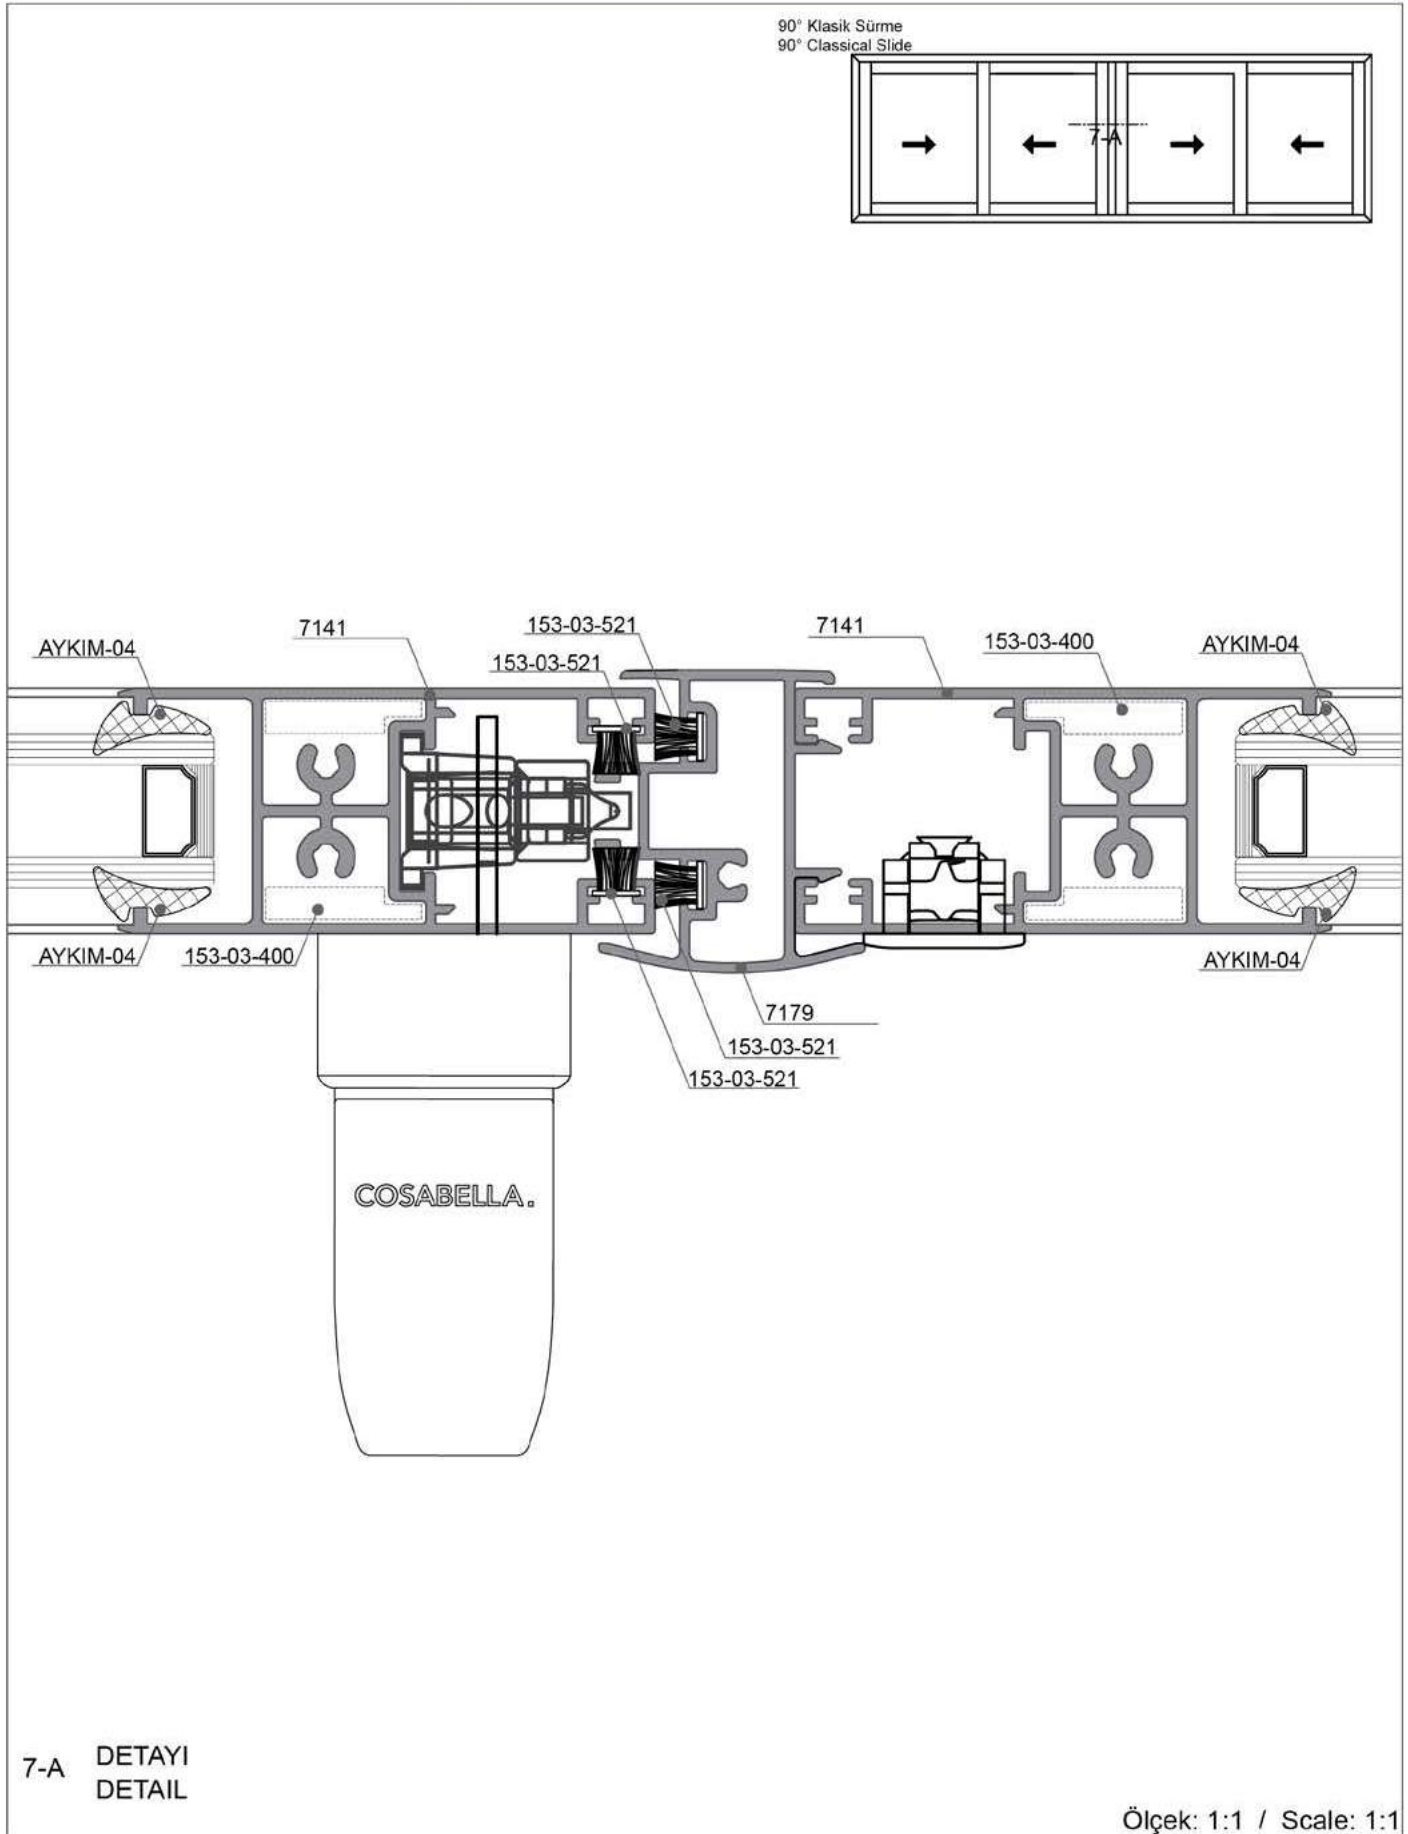 90° Klasik Sürme
90° Classical Slide
7-A
AYKIM-04
7141
153-03-521
153-03-521
7141
153-03-400
AYKIM-04
AYKIM-04
153-03-400
AYKIM-04
7179
153-03-521
153-03-521
COSABELLA.
7-A DETAYI
DETAIL
Ölçek: 1:1 / Scale: 1:1